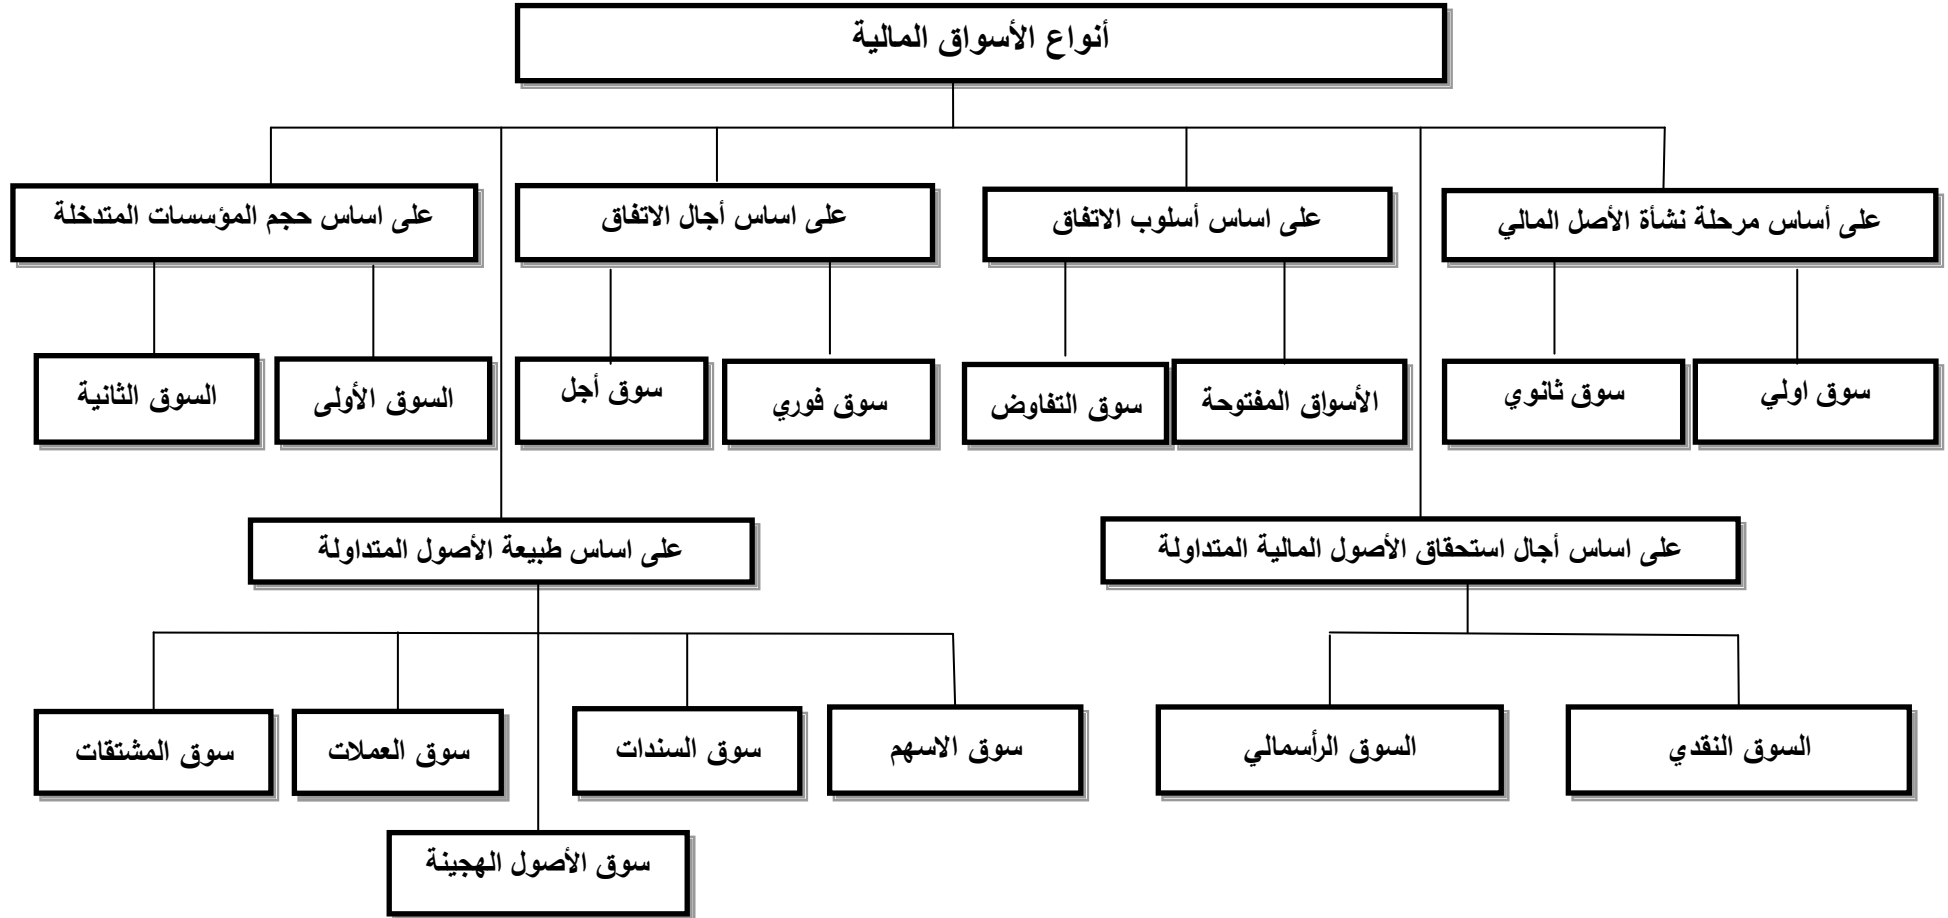 أنواع الأسواق المالية
على أساس مرحلة نشأة الأصل المالي
على اساس أسلوب الاتفاق
على اساس أجال الاتفاق
على اساس حجم المؤسسات المتدخلة
سوق اولي
سوق ثانوي
الأسواق المفتوحة
سوق التفاوض
سوق فوري
سوق أجل
السوق الأولى
السوق الثانية
على اساس أجال استحقاق الأصول المالية المتداولة
على اساس طبيعة الأصول المتداولة
السوق النقدي
السوق الرأسمالي
سوق الاسهم
سوق السندات
سوق العملات
سوق المشتقات
سوق الأصول الهجينة